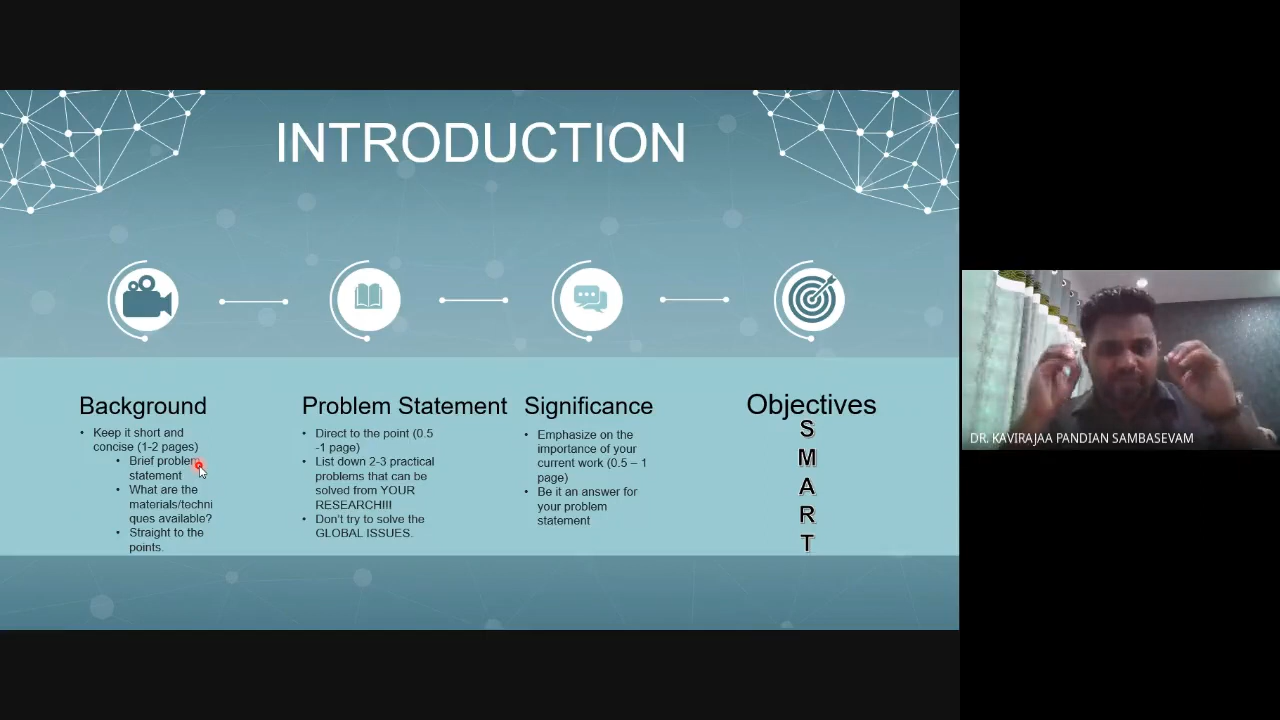 INTRODUCTION
Background
• Keep it short and
concise (1-2 pages)
• Brief problem
statement
• What are the
materials/techni
ques available?
• Straight to the
points.
Problem Statement
• Direct to the point (0.5
-1 page)
• List down 2-3 practical
problems that can be
solved from YOUR
RESEARCH!!!
• Don't try to solve the
GLOBAL ISSUES.
Significance
• Emphasize on the
importance of your
current work (0.5 – 1
page)
• Be it an answer for
your problem
statement
Objectives
S
M
A
R
T
DR. KAVIRAJAA PANDIAN SAMBASEVAM